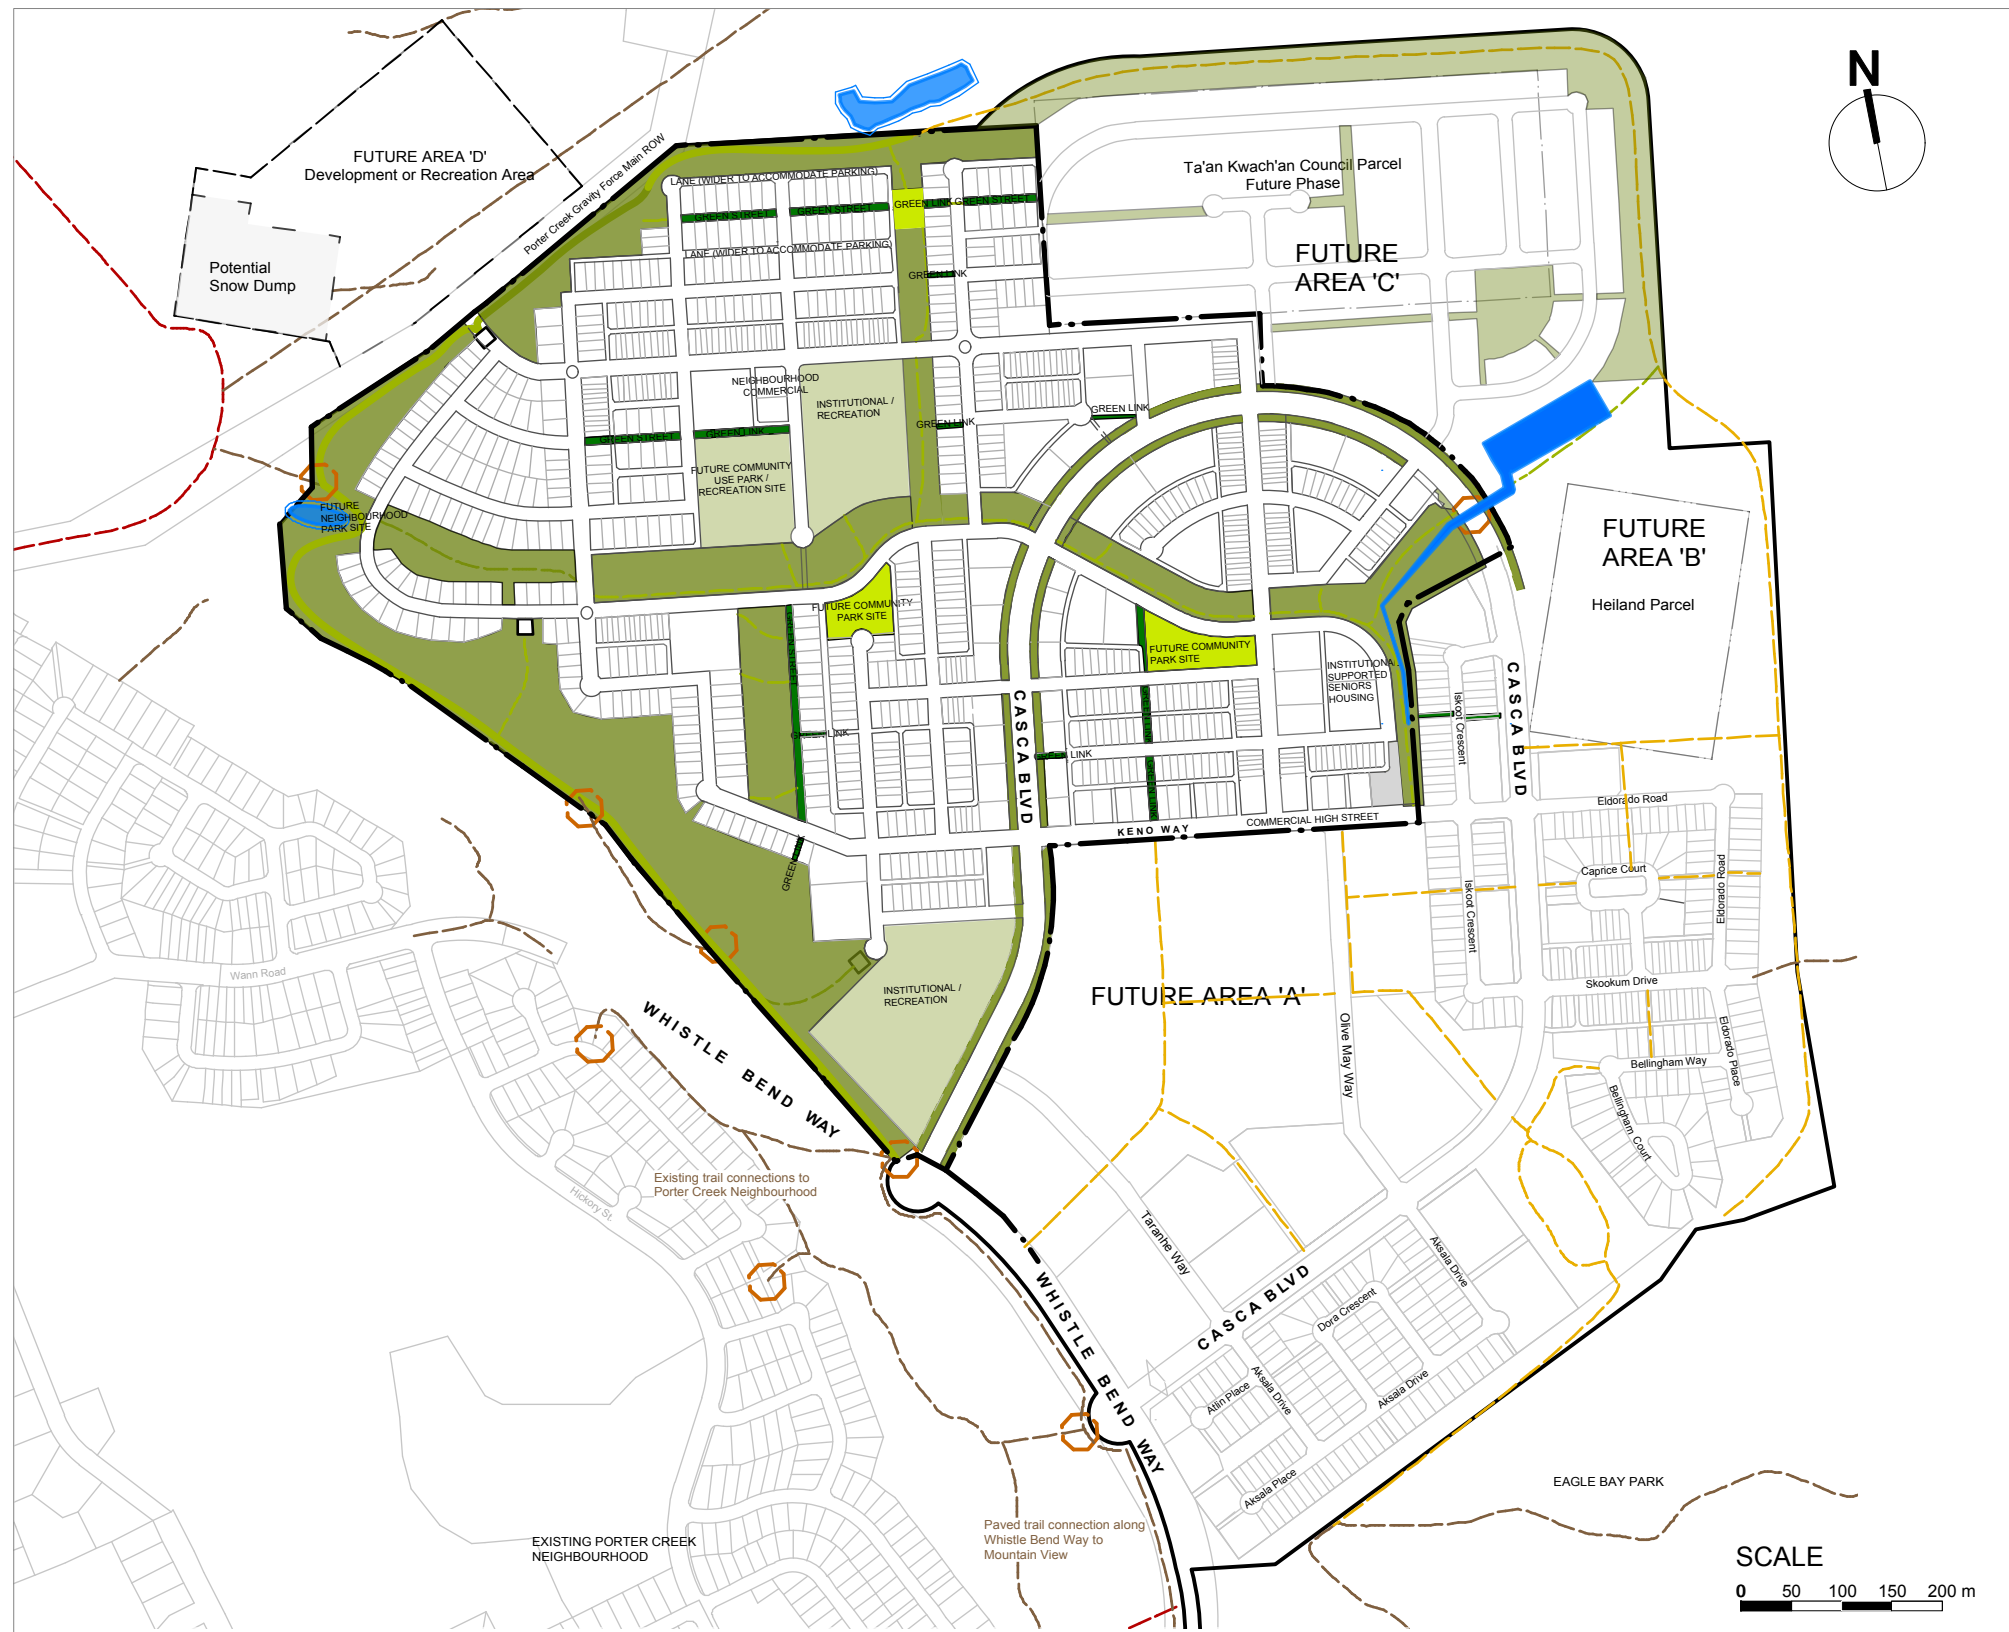 N
FUTURE AREA 'D'
Development or Recreation Area
Porter Creek Gravity Force Main ROW
Potential
Snow Dump
LANE (WIDER TO ACCOMMODATE PARKING)
GREEN STREET
GREEN STREET
GREEN LINK
GREEN STREET
LANE (WIDER TO ACCOMMODATE PARKING)
GREEN LINK
Ta'an Kwach'an Council Parcel
Future Phase
FUTURE
AREA 'C'
NEIGHBOURHOOD
COMMERCIAL
INSTITUTIONAL /
RECREATION
GREEN STREET
GREEN LINK
GREEN LINK
GREEN LINK
FUTURE COMMUNITY
USE PARK /
RECREATION SITE
FUTURE
NEIGHBOURHOOD
PARK SITE
FUTURE
AREA 'B'
Heiland Parcel
FUTURE COMMUNITY
PARK SITE
GREEN STREET
GREEN LINK
FUTURE COMMUNITY
PARK SITE
INSTITUTIONAL
SUPPORTED
SENIORS
HOUSING
CASCA BLVD
GREEN LINK
GREEN LINK
GREEN LINK
KENO WAY
COMMERCIAL HIGH STREET
GREEN LINK
Iskoot Crescent
CASCA BLVD
Eldorado Road
Caprice Court
Eldorado Road
Iskoot Crescent
Skookum Drive
Eldorado Place
Bellingham Way
Bellingham Court
Wann Road
INSTITUTIONAL /
RECREATION
FUTURE AREA 'A'
Olive May Way
WHISTLE BEND WAY
Existing trail connections to
Porter Creek Neighbourhood
Hickory St.
Taranhe Way
WHISTLE BEND WAY
CASCA BLVD
Aksala Drive
Dora Crescent
Aksala Drive
Atlin Place
Aksala Drive
Aksala Place
EXISTING PORTER CREEK
NEIGHBOURHOOD
Paved trail connection along
Whistle Bend Way to
Mountain View
EAGLE BAY PARK
SCALE
0 50 100 150 200 m